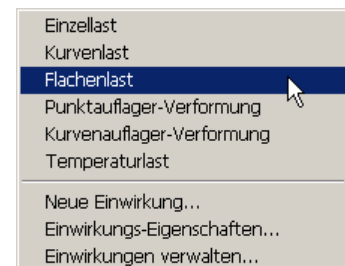 Einzellast
Kurvenlast
Flachenlast
Punktauflager-Verformung
Kurvenauflager-Verformung
Temperaturlast
Neue Einwirkung...
Einwirkungs-Eigenschaften...
Einwirkungen verwalten...